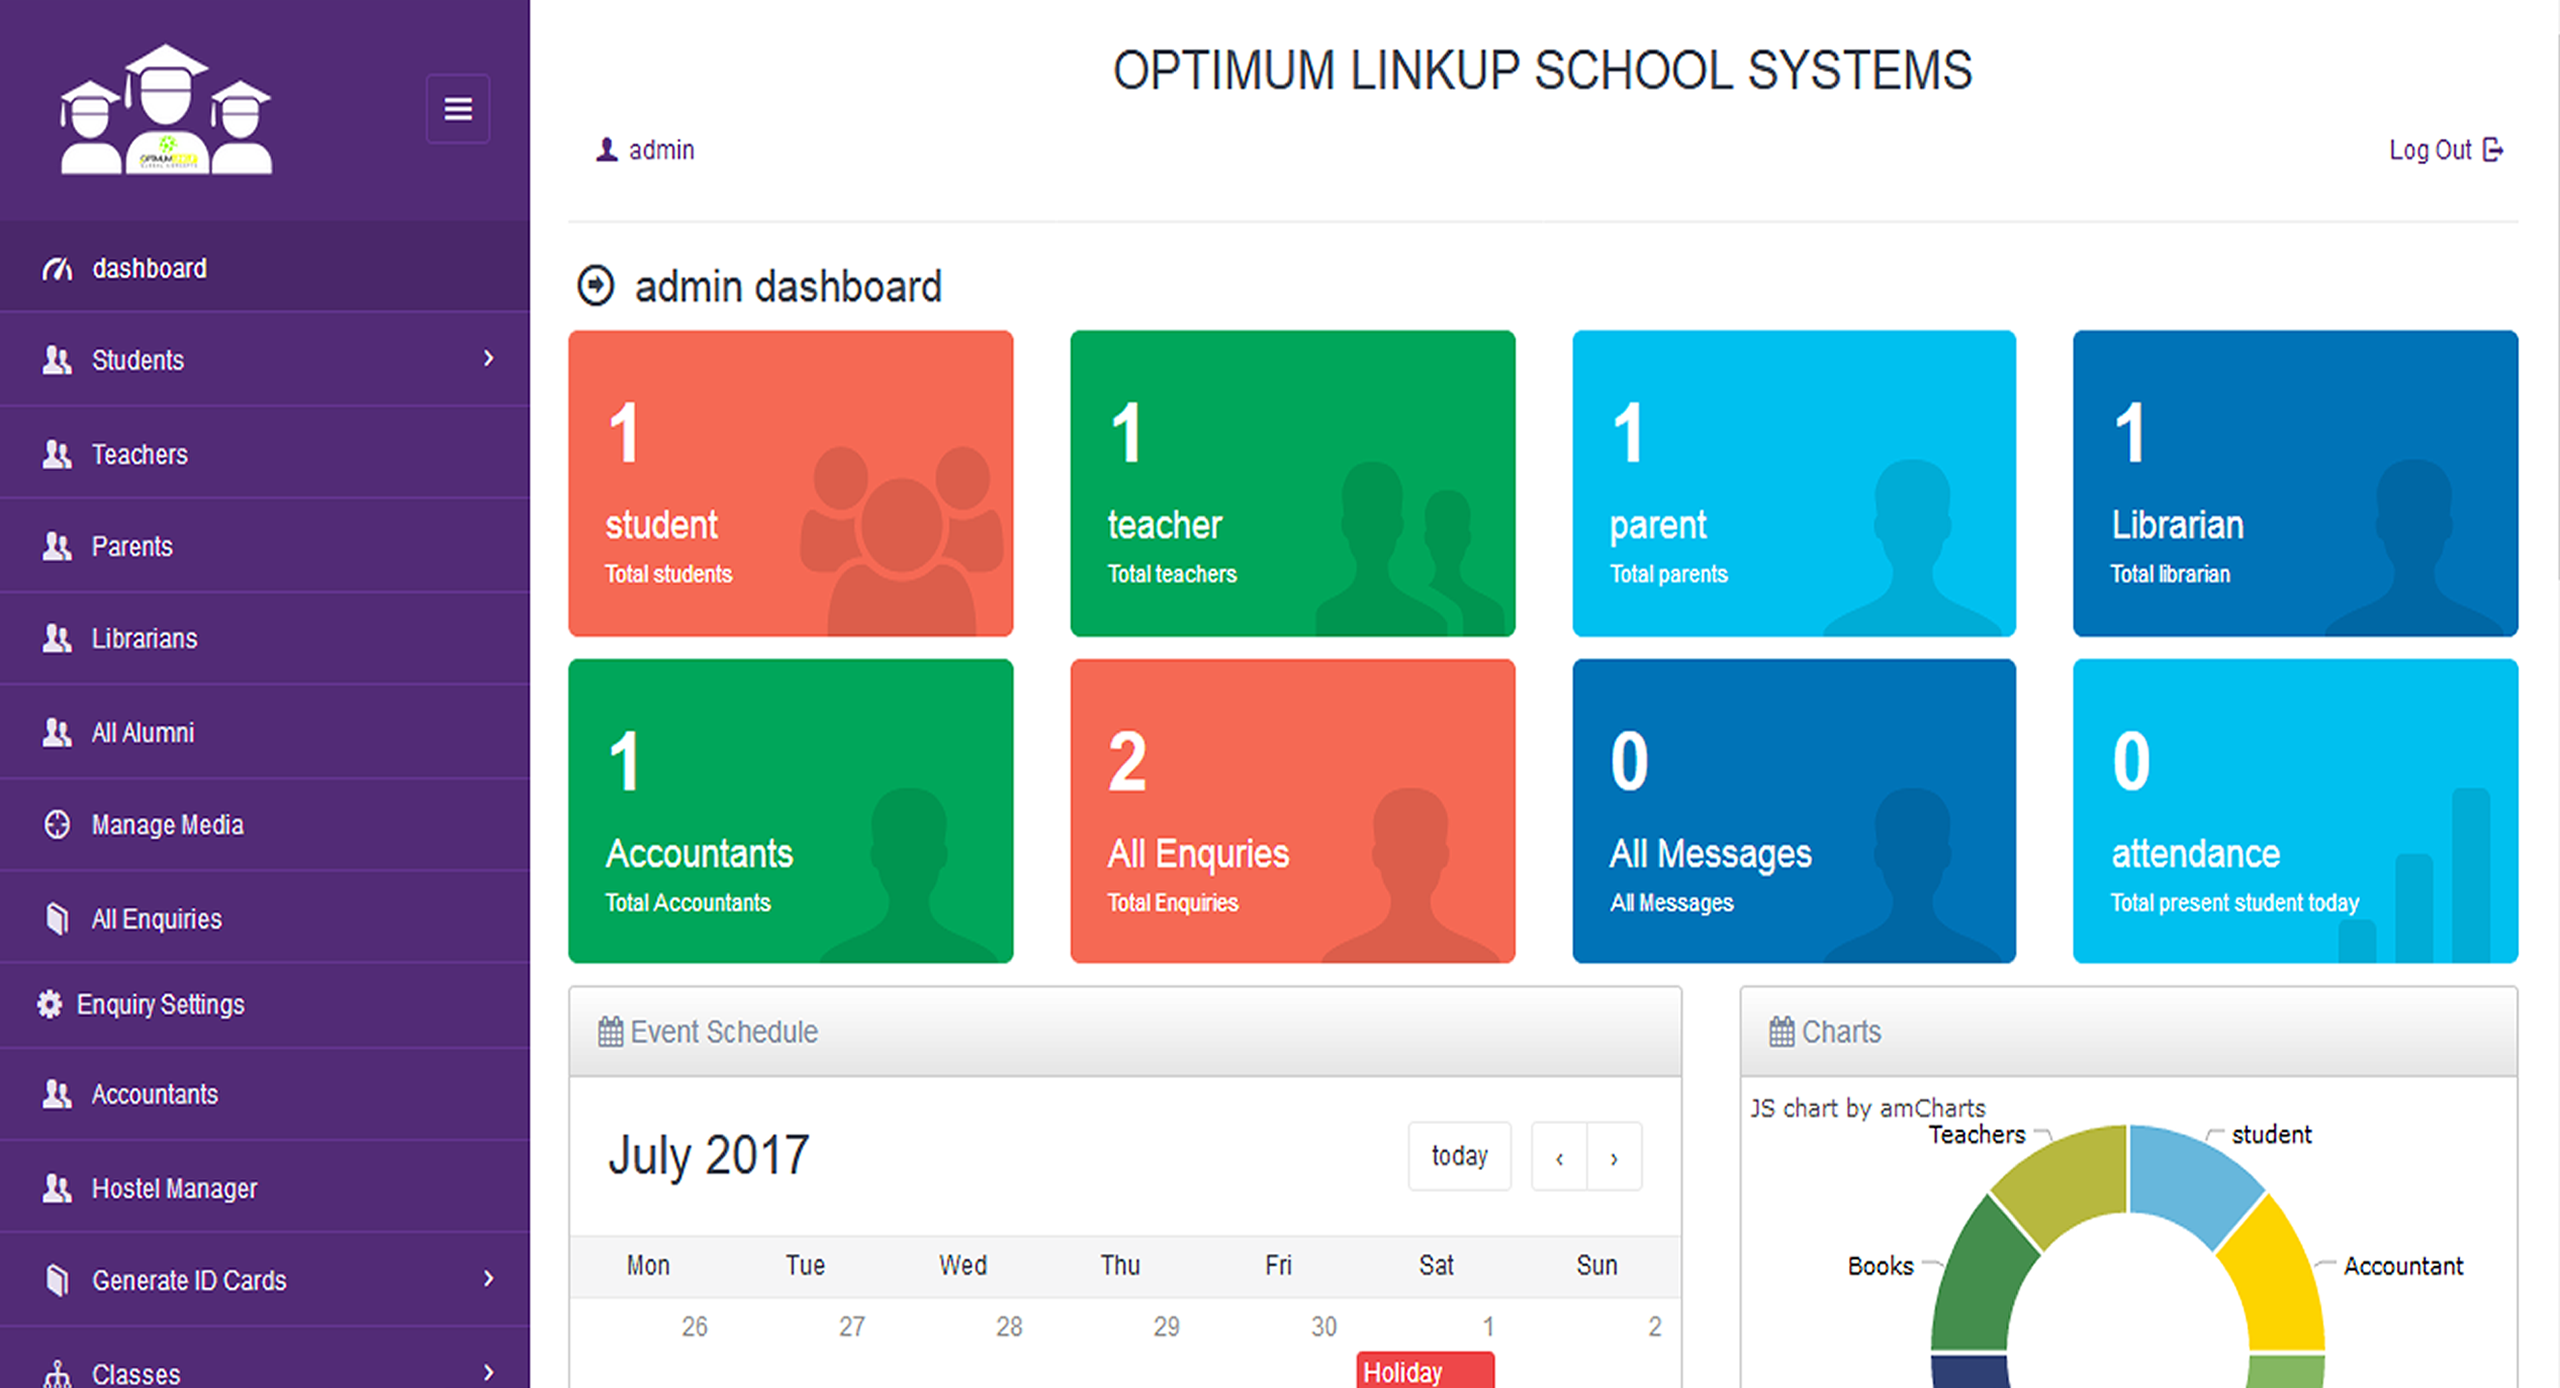 OPTIMUM LINKUP SCHOOL SYSTEMS
admin
Log Out
dashboard
Students
Teachers
Parents
Librarians
All Alumni
Manage Media
All Enquiries
Enquiry Settings
Accountants
Hostel Manager
Generate ID Cards
Classes
admin dashboard
1
student
Total students
1
teacher
Total teachers
1
parent
Total parents
1
Librarian
Total librarian
1
Accountants
Total Accountants
2
All Enquries
Total Enquiries
0
All Messages
All Messages
0
attendance
Total present student today
Event Schedule
July 2017
today
‹ ›
Mon Tue Wed Thu Fri Sat Sun
26 27 28 29 30 1 2
Holiday
Charts
JS chart by amCharts
Teachers
student
Books
Accountant